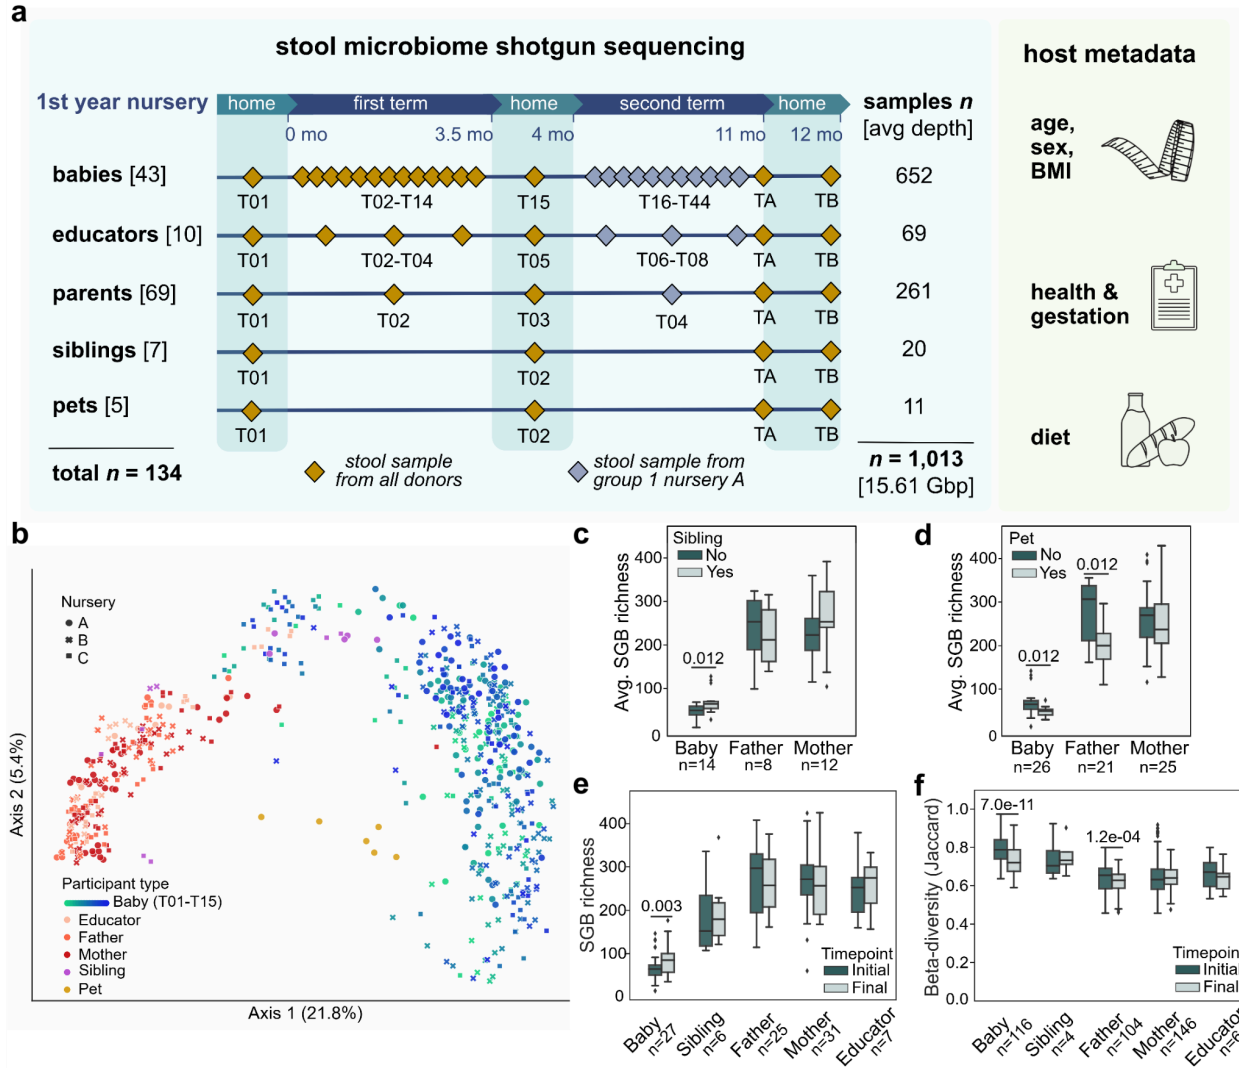 a
stool microbiome shotgun sequencing
host metadata
1st year nursery
home
first term
home
second term
home
samples n
[avg depth]
0 mo
3.5 mo
4 mo
11 mo
12 mo
age,
sex,
BMI
babies [43]
652
T01
T02-T14
T15
T16-T44
TA
TB
educators [10]
69
T01
T02-T04
T05
T06-T08
TA
TB
parents [69]
261
health &
gestation
T01
T02
T03
T04
TA
TB
siblings [7]
20
T01
T02
TA
TB
pets [5]
11
diet
T01
T02
TA
TB
total n = 134
stool sample
from all donors
stool sample from
group 1 nursery A
n = 1,013
[15.61 Gbp]
b
Nursery
A
B
C
Participant type
Baby (T01-T15)
Educator
Father
Mother
Sibling
Pet
Axis 2 (5.4%)
Axis 1 (21.8%)
c
Sibling
No
Yes
Avg. SGB richness
400
300
200
100
0
0.012
Baby
n=14
Father
n=8
Mother
n=12
d
Pet
No
Yes
Avg. SGB richness
400
300
200
100
0
0.012
0.012
Baby
n=26
Father
n=21
Mother
n=25
e
SGB richness
400
300
200
100
0
0.003
Timepoint
Initial
Final
Baby
n=27
Sibling
n=6
Father
n=25
Mother
n=31
Educator
n=7
f
Beta-diversity (Jaccard)
1.0
0.8
0.6
0.4
0.2
0.0
7.0e-11
1.2e-04
Timepoint
Initial
Final
Baby
n=116
Sibling
n=4
Father
n=104
Mother
n=146
Educator
n=6